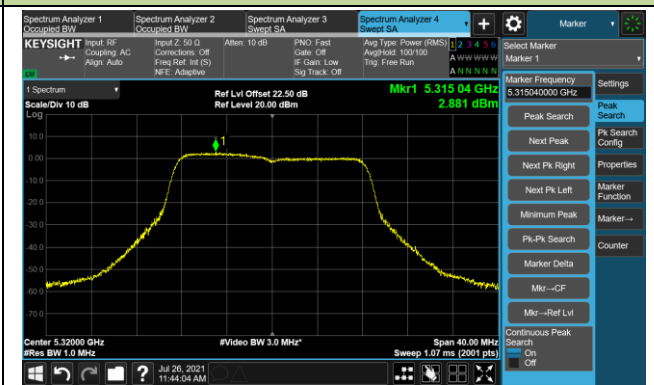 Spectrum Analyzer 1
Occupied BW
Spectrum Analyzer 2
Occupied BW
Spectrum Analyzer 3
Swept SA
Spectrum Analyzer 4
Swept SA
+
Marker
KEYSIGHT
Input: RF
Coupling: AC
Align: Auto
Input Z: 50 Ω
Corrections: Off
Freq Ref: Int (S)
NFE: Adaptive
Atten: 10 dB
PNO: Fast
Gate: Off
IF Gain: Low
Sig Track: Off
Avg Type: Power (RMS)
Avg|Hold: 100/100
Trig: Free Run
1 2 3 4 5 6
A W W W W W
A N N N N N
Select Marker
Marker 1
1 Spectrum
Scale/Div 10 dB
Log
Ref Lvl Offset 22.50 dB
Ref Level 20.00 dBm
Mkr1 5.315 04 GHz
2.881 dBm
10.0
0.00
-10.0
-20.0
-30.0
-40.0
-50.0
-60.0
-70.0
1
Center 5.32000 GHz
#Res BW 1.0 MHz
#Video BW 3.0 MHz*
Span 40.00 MHz
Sweep 1.07 ms (2001 pts)
Marker Frequency
5.315040000 GHz
Peak Search
Next Peak
Next Pk Right
Next Pk Left
Minimum Peak
Pk-Pk Search
Marker Delta
Mkr→CF
Mkr→Ref Lvl
Continuous Peak
Search
On
Off
Settings
Peak
Search
Pk Search
Config
Properties
Marker
Function
Marker→
Counter
?
Jul 26, 2021
11:44:04 AM